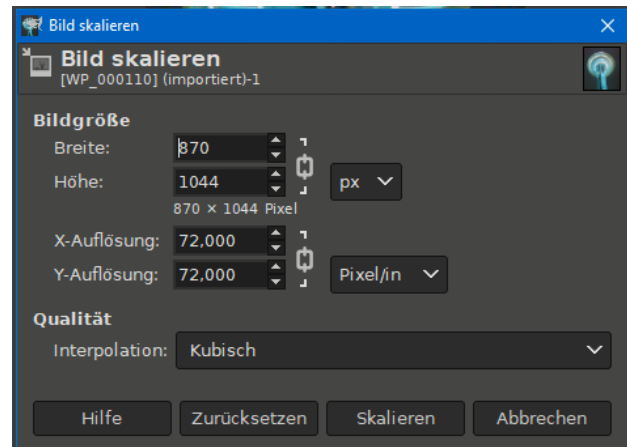 Bild skalieren
Bild skalieren
[WP_000110] (importiert)-1
Bildgröße
Breite: 870
Höhe: 1044 px
870 × 1044 Pixel
X-Auflösung: 72,000
Y-Auflösung: 72,000 Pixel/in
Qualität
Interpolation: Kubisch
Hilfe Zurücksetzen Skalieren Abbrechen